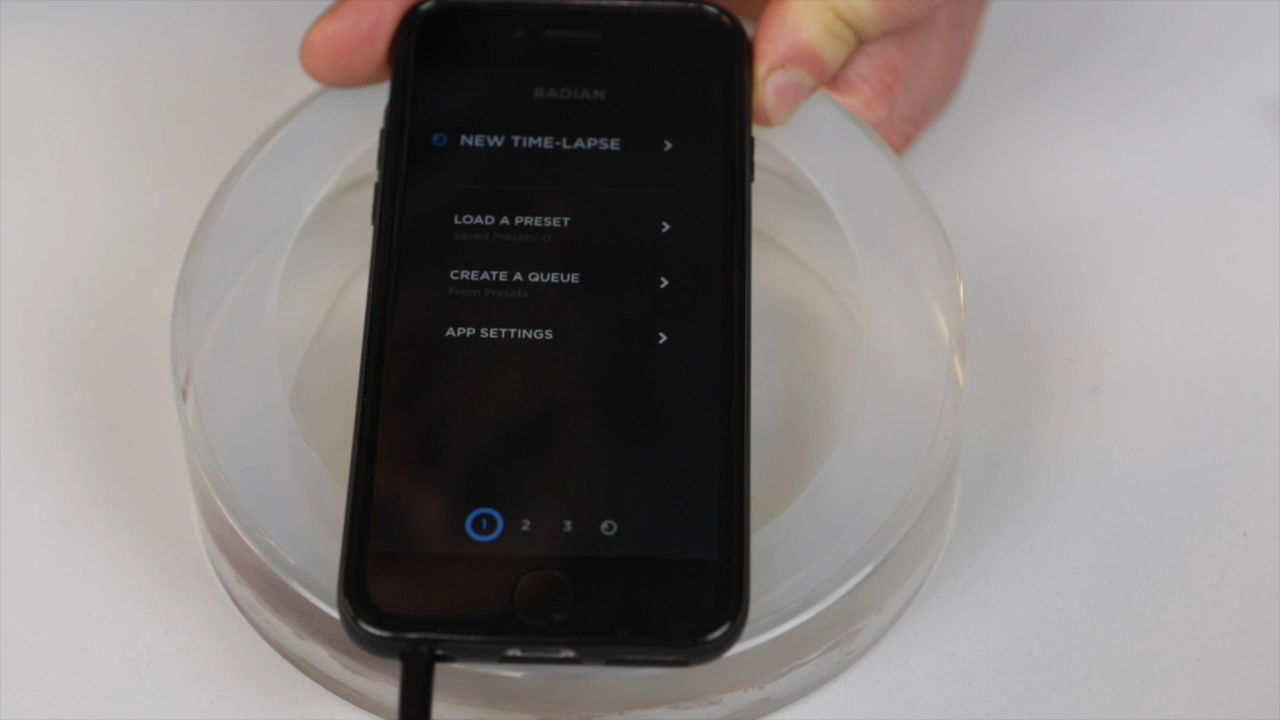 RADIAN
NEW TIME-LAPSE
LOAD A PRESET
Saved Presets: 0
CREATE A QUEUE
From Presets
APP SETTINGS
1 2 3